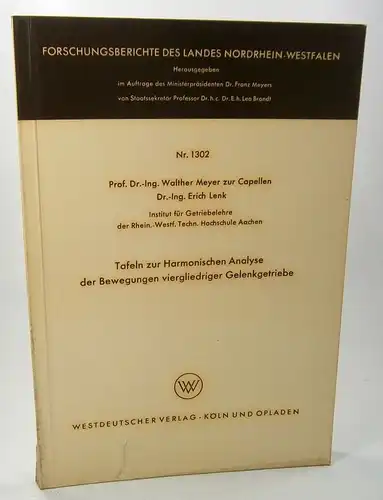 FORSCHUNGSBERICHTE DES LANDES NORDRHEIN-WESTFALEN
Herausgegeben
im Auftrage des Ministerpräsidenten Dr. Franz Meyers
von Staatssekretär Professor Dr. h. c. Dr. E. h. Leo Brandt
Nr. 1302
Prof. Dr.-Ing. Walther Meyer zur Capellen
Dr.-Ing. Erich Lenk
Institut für Getriebelehre
der Rhein.-Westf. Techn. Hochschule Aachen
Tafeln zur Harmonischen Analyse
der Bewegungen viergliedriger Gelenkgetriebe
WV
WESTDEUTSCHER VERLAG · KÖLN UND OPLADEN